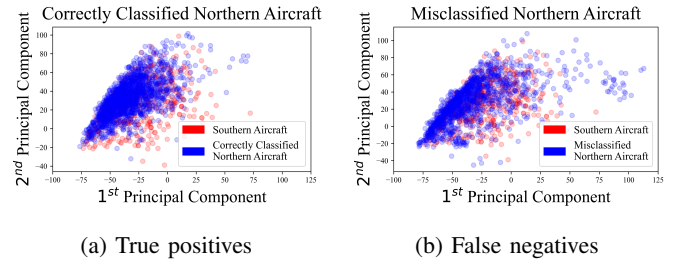 Correctly Classified Northern Aircraft
2nd Principal Component
100
80
60
40
20
0
−20
−40
−100 −75 −50 −25 0 25 50 75 100 125
1st Principal Component
Southern Aircraft
Correctly Classified
Northern Aircraft
(a) True positives
Misclassified Northern Aircraft
2nd Principal Component
100
80
60
40
20
0
−20
−40
−100 −75 −50 −25 0 25 50 75 100 125
1st Principal Component
Southern Aircraft
Misclassified
Northern Aircraft
(b) False negatives